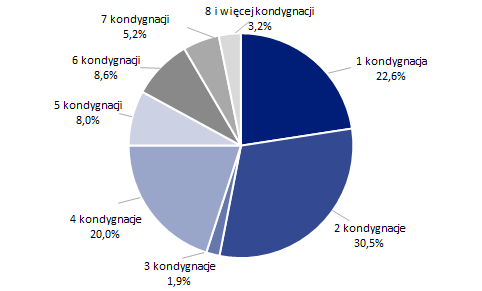 8 i więcej kondygnacji
3,2%
7 kondygnacji
5,2%
6 kondygnacji
8,6%
5 kondygnacji
8,0%
4 kondygnacje
20,0%
3 kondygnacje
1,9%
2 kondygnacje
30,5%
1 kondygnacja
22,6%